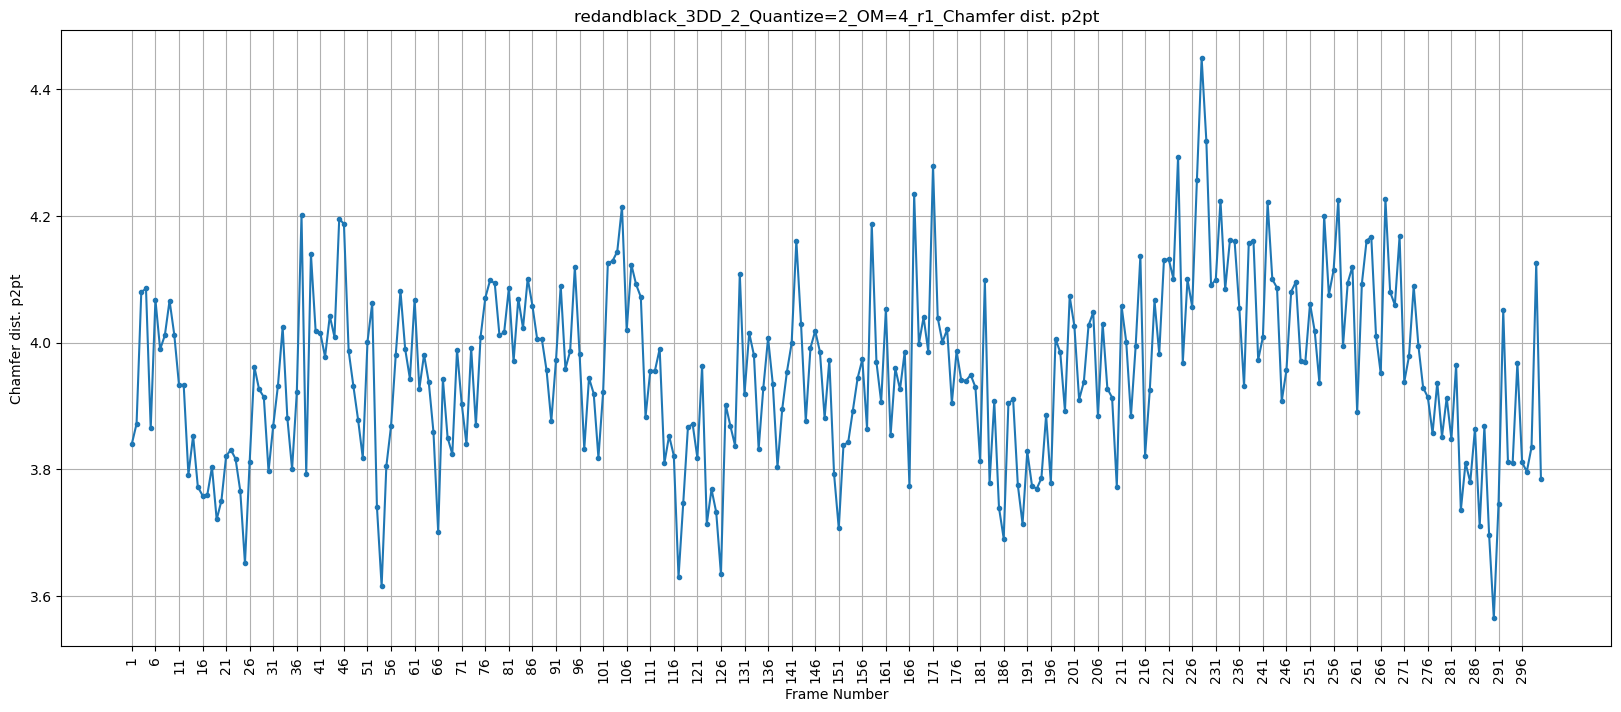 redandblack_3DD_2_Quantize=2_OM=4_r1_Chamfer dist. p2pt
Chamfer dist. p2pt
4.4
4.2
4.0
3.8
3.6
1 6 11 16 21 26 31 36 41 46 51 56 61 66 71 76 81 86 91 96 101 106 111 116 121 126 131 136 141 146 151 156 161 166 171 176 181 186 191 196 201 206 211 216 221 226 231 236 241 246 251 256 261 266 271 276 281 286 291 296
Frame Number